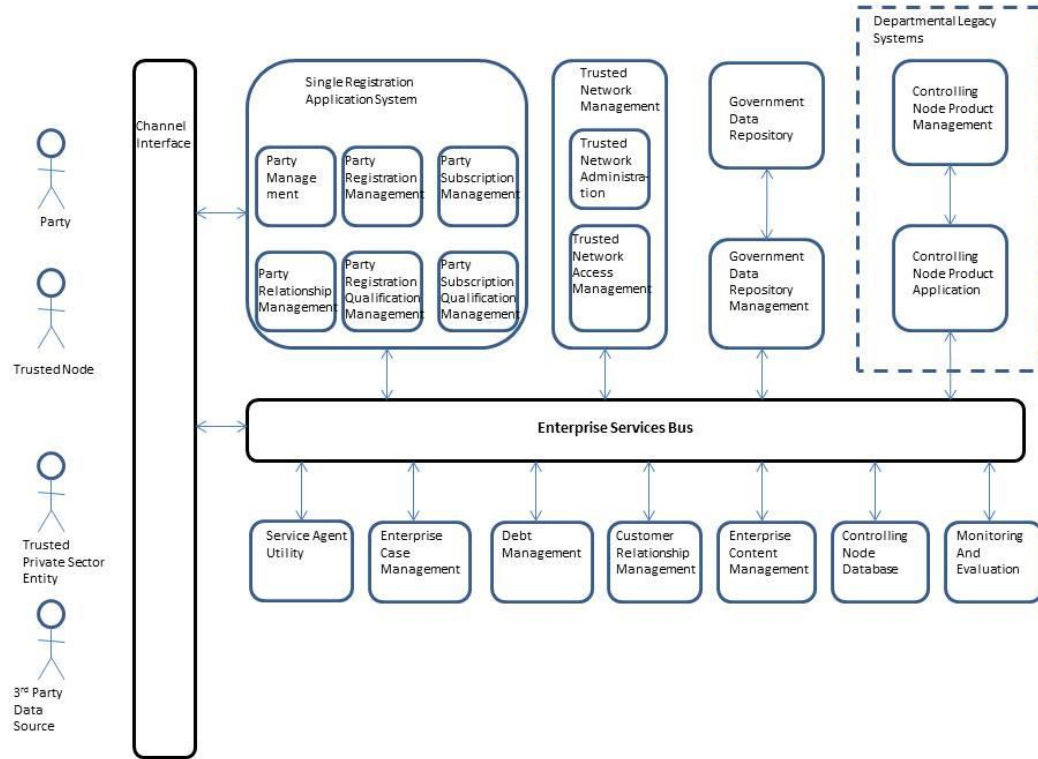 Departmental Legacy
Systems
Single Registration
Application System
Trusted
Network
Management
Government
Data
Repository
Controlling
Node Product
Management
Channel
Interface
Party
Party
Manage
ment
Party
Registration
Management
Party
Subscription
Management
Trusted
Network
Administra-
tion
Party
Relationship
Management
Party
Registration
Qualification
Management
Party
Subscription
Qualification
Management
Trusted
Network
Access
Management
Government
Data
Repository
Management
Controlling
Node Product
Application
Trusted Node
Enterprise Services Bus
Trusted
Private Sector
Entity
Service Agent
Utility
Enterprise
Case
Management
Debt
Management
Customer
Relationship
Management
Enterprise
Content
Management
Controlling
Node
Database
Monitoring
And
Evaluation
3rd Party
Data
Source